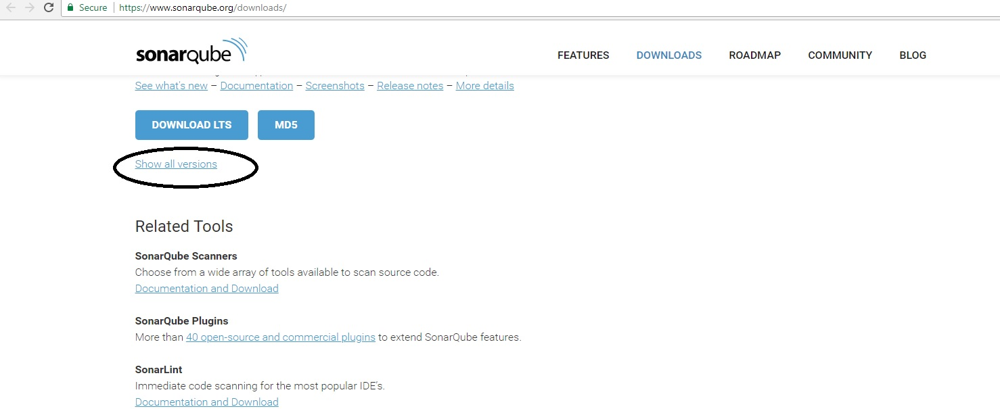 Secure https://www.sonarqube.org/downloads/
sonarqube
FEATURES DOWNLOADS ROADMAP COMMUNITY BLOG
See what's new – Documentation – Screenshots – Release notes – More details
DOWNLOAD LTS MD5
Show all versions
Related Tools
SonarQube Scanners
Choose from a wide array of tools available to scan source code.
Documentation and Download
SonarQube Plugins
More than 40 open-source and commercial plugins to extend SonarQube features.
SonarLint
Immediate code scanning for the most popular IDE's.
Documentation and Download